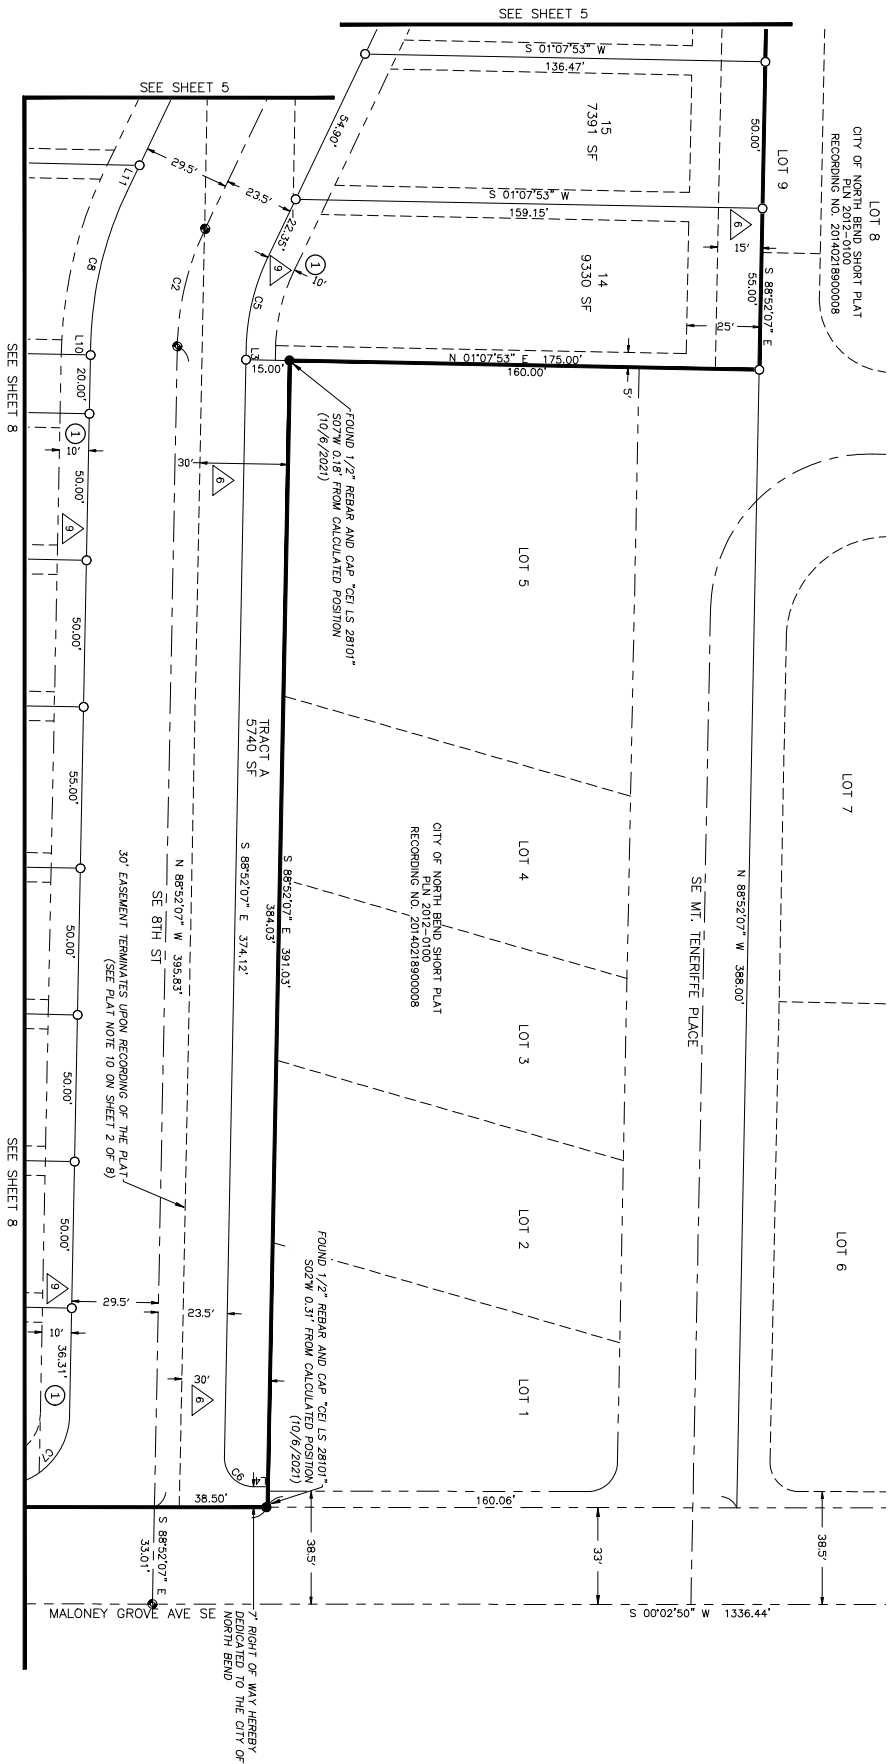 SEE SHEET 5
SEE SHEET 5
S 01°07'53" W
136.47'
15
7391 SF
50.00'
LOT 9
LOT 8
CITY OF NORTH BEND SHORT PLAT
PLN 2012-0100
RECORDING NO. 20140218900008
54.90'
29.5'
23.5'
L11
C8
C2
22.35'
9
1
10'
C5
S 01°07'53" W
159.15'
14
9330 SF
6
15'
55.00'
S 88°52'07" E
25'
N 01°07'53" E 175.00'
160.00'
5'
L3
15.00'
L10
20.00'
SEE SHEET 8
1
10'
50.00'
9
30'
6
FOUND 1/2" REBAR AND CAP "CEI LS 28101"
S07°W 0.18' FROM CALCULATED POSITION
(10/6/2021)
LOT 5
50.00'
55.00'
50.00'
50.00'
50.00'
TRACT A
5740 SF
S 88°52'07" E 391.03'
384.03'
S 88°52'07" E 374.12'
N 88°52'07" W 395.83'
SE 8TH ST
30' EASEMENT TERMINATES UPON RECORDING OF THE PLAT
(SEE PLAT NOTE 10 ON SHEET 2 OF 8)
LOT 4
CITY OF NORTH BEND SHORT PLAT
PLN 2012-0100
RECORDING NO. 20140218900008
LOT 7
N 88°52'07" W 388.00'
SE MT. TENERIFFE PLACE
LOT 3
LOT 2
LOT 1
LOT 6
SEE SHEET 8
9
29.5'
23.5'
10'
36.31'
1
C7
30'
6
FOUND 1/2" REBAR AND CAP "CEI LS 28101"
S02°W 0.31' FROM CALCULATED POSITION
(10/6/2021)
C6
L4
38.50'
160.06'
38.5'
33'
38.5'
S 88°52'07" E
33.01'
MALONEY GROVE AVE SE
S 00°02'50" W 1336.44'
7' RIGHT OF WAY HEREBY
DEDICATED TO THE CITY OF
NORTH BEND